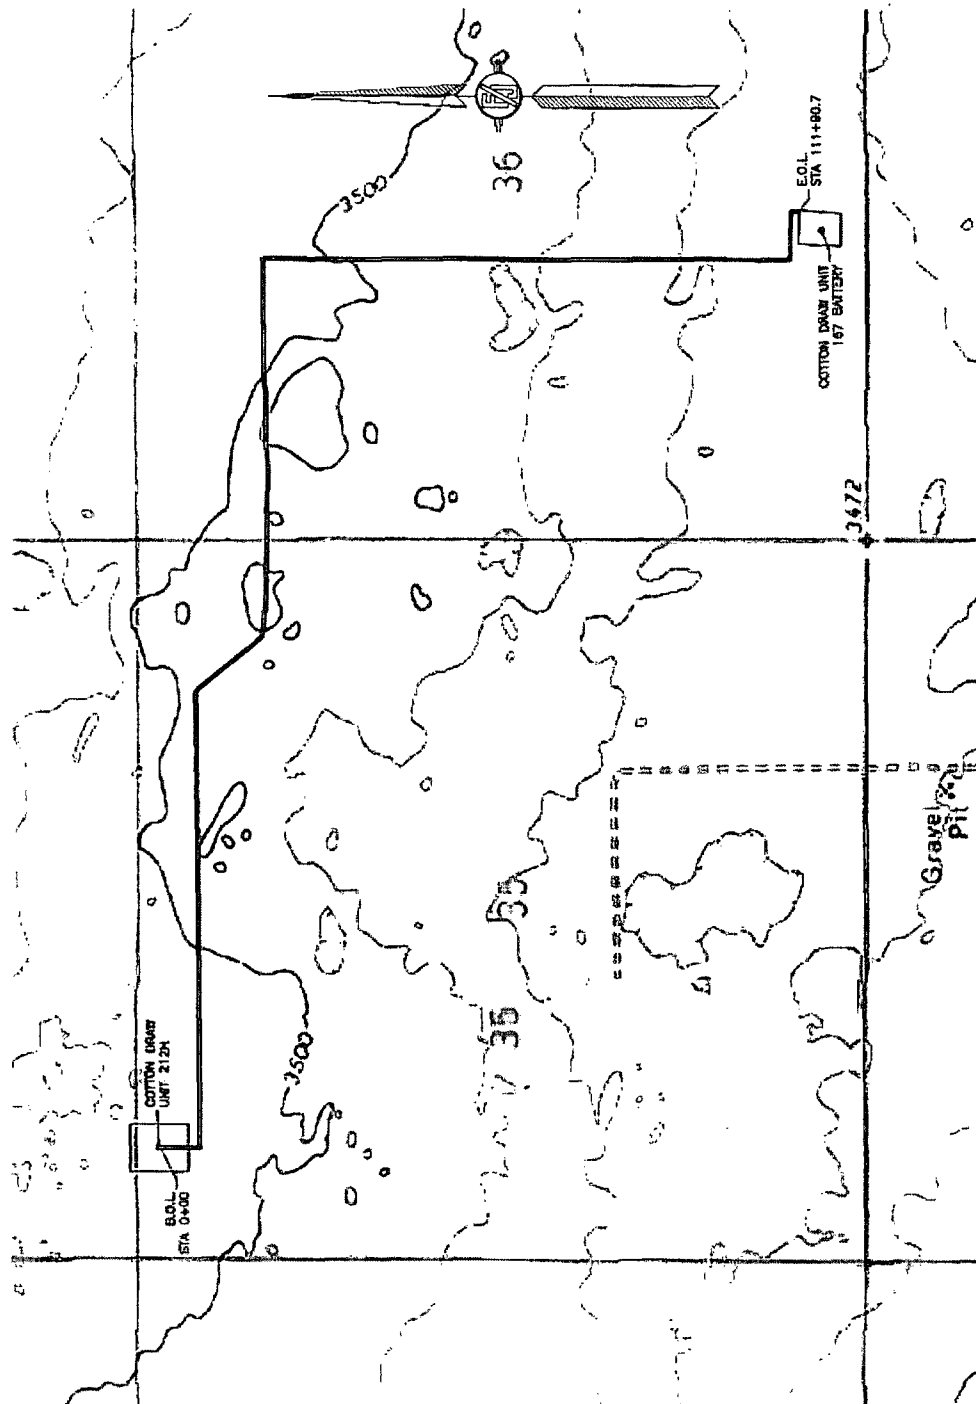 36
3500
E.O.L.
STA 111+90.7
COTTON DRAW UNIT
167 BATTERY
3472
Gravel
Pit
35
35
3500
COTTON DRAW
UNIT 212H
B.O.L.
STA 0+00